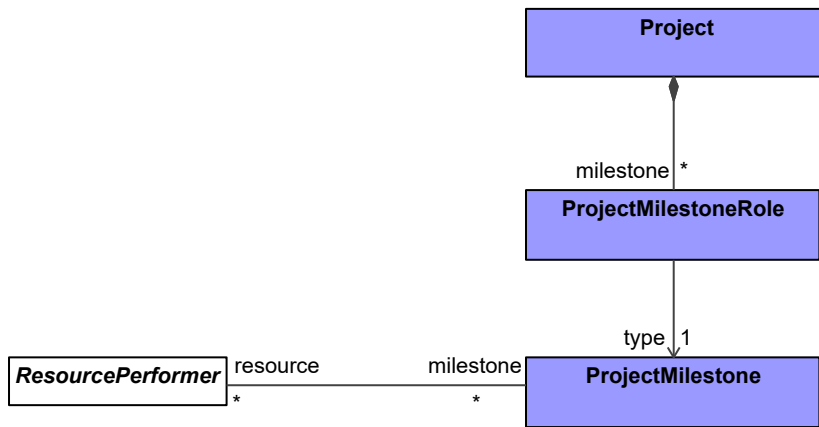 Project
milestone *
ProjectMilestoneRole
type 1
ResourcePerformer resource milestone ProjectMilestone
* *